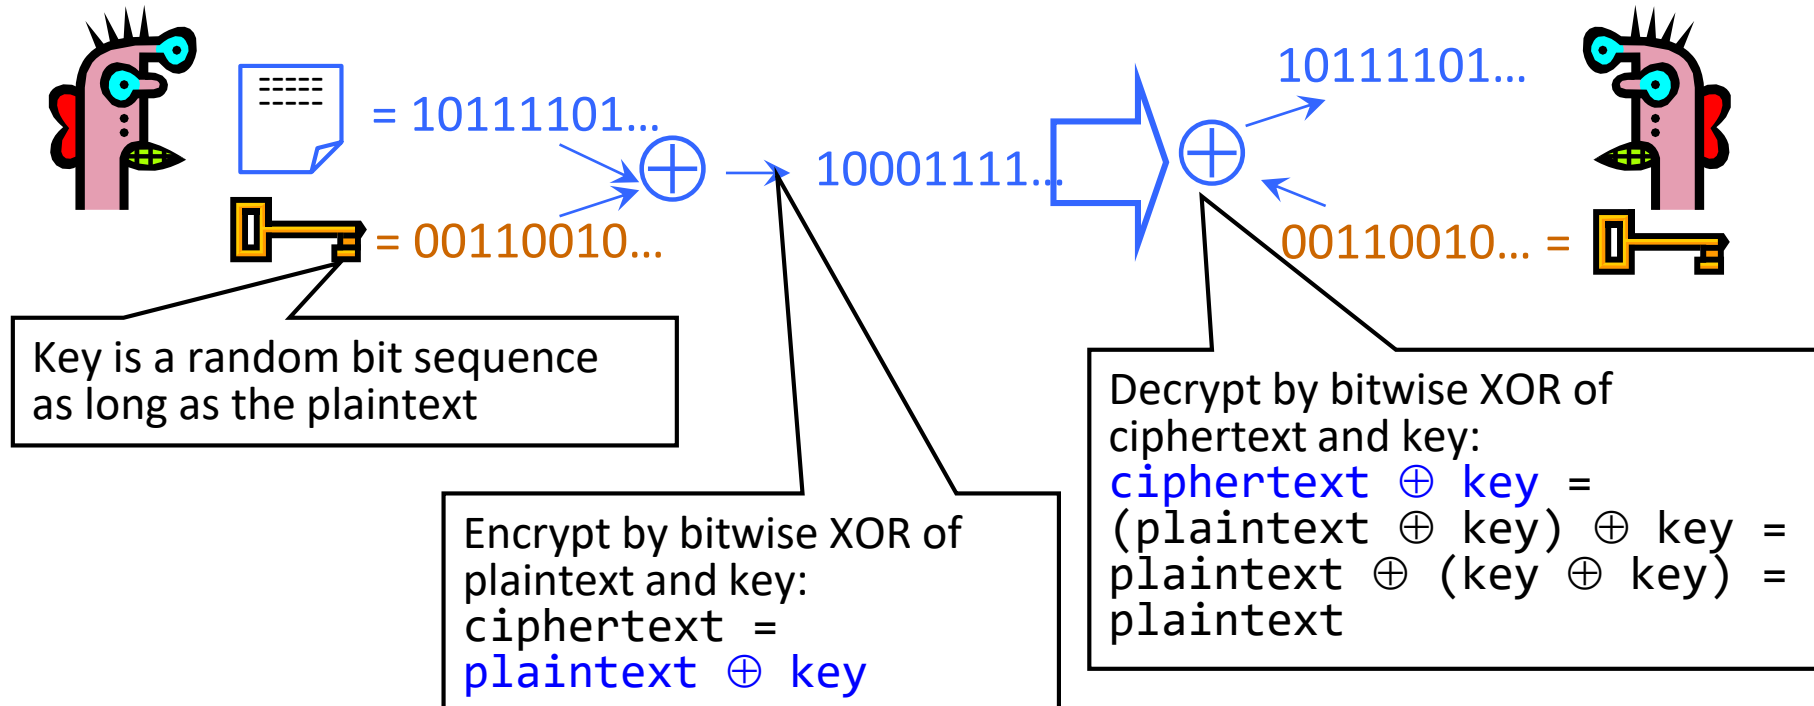 = 10111101...
= 00110010...
10001111...
10111101...
00110010... =
Key is a random bit sequence
as long as the plaintext
Encrypt by bitwise XOR of
plaintext and key:
ciphertext =
plaintext ⊕ key
Decrypt by bitwise XOR of
ciphertext and key:
ciphertext ⊕ key =
(plaintext ⊕ key) ⊕ key =
plaintext ⊕ (key ⊕ key) =
plaintext